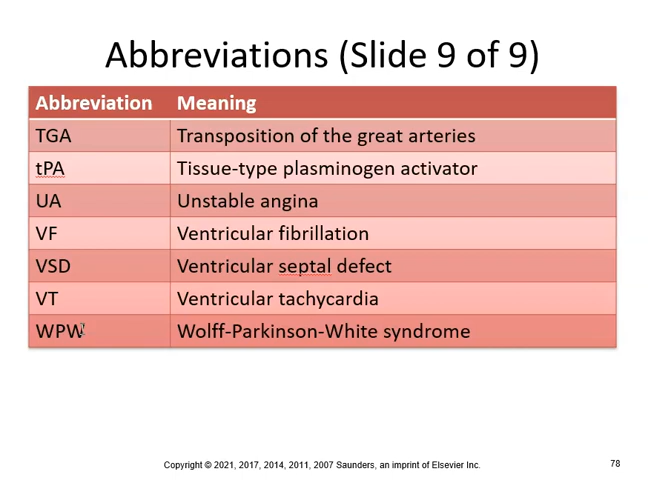 Abbreviations (Slide 9 of 9)
Abbreviation Meaning
TGA Transposition of the great arteries
tPA Tissue-type plasminogen activator
UA Unstable angina
VF Ventricular fibrillation
VSD Ventricular septal defect
VT Ventricular tachycardia
WPW Wolff-Parkinson-White syndrome
Copyright © 2021, 2017, 2014, 2011, 2007 Saunders, an imprint of Elsevier Inc. 78